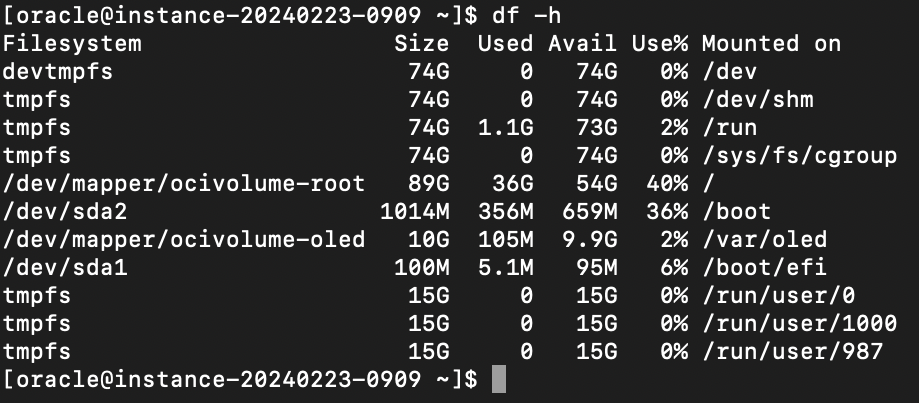 [oracle@instance-20240223-0909 ~]$ df -h
Filesystem                  Size  Used Avail Use% Mounted on
devtmpfs                     74G     0   74G   0% /dev
tmpfs                        74G     0   74G   0% /dev/shm
tmpfs                        74G  1.1G   73G   2% /run
tmpfs                        74G     0   74G   0% /sys/fs/cgroup
/dev/mapper/ocivolume-root   89G   36G   54G  40% /
/dev/sda2                  1014M  356M  659M  36% /boot
/dev/mapper/ocivolume-oled   10G  105M  9.9G   2% /var/oled
/dev/sda1                   100M  5.1M   95M   6% /boot/efi
tmpfs                        15G     0   15G   0% /run/user/0
tmpfs                        15G     0   15G   0% /run/user/1000
tmpfs                        15G     0   15G   0% /run/user/987
[oracle@instance-20240223-0909 ~]$